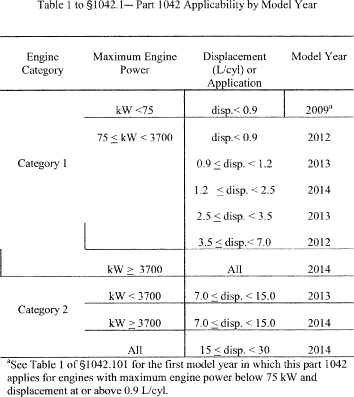 Table 1 to §1042.1— Part 1042 Applicability by Model Year
Engine Category Maximum Engine Power Displacement (L/cyl) or Application Model Year
Category 1
kW <75 disp.< 0.9 2009a
75 ≤ kW < 3700 disp.< 0.9 2012
0.9 ≤ disp. < 1.2 2013
1.2 ≤ disp. < 2.5 2014
2.5 ≤ disp. < 3.5 2013
3.5 ≤ disp.< 7.0 2012
kW ≥ 3700 All 2014
Category 2
kW < 3700 7.0 ≤ disp. < 15.0 2013
kW ≥ 3700 7.0 ≤ disp. < 15.0 2014
All 15 ≤ disp. < 30 2014
aSee Table 1 of §1042.101 for the first model year in which this part 1042
applies for engines with maximum engine power below 75 kW and
displacement at or above 0.9 L/cyl.